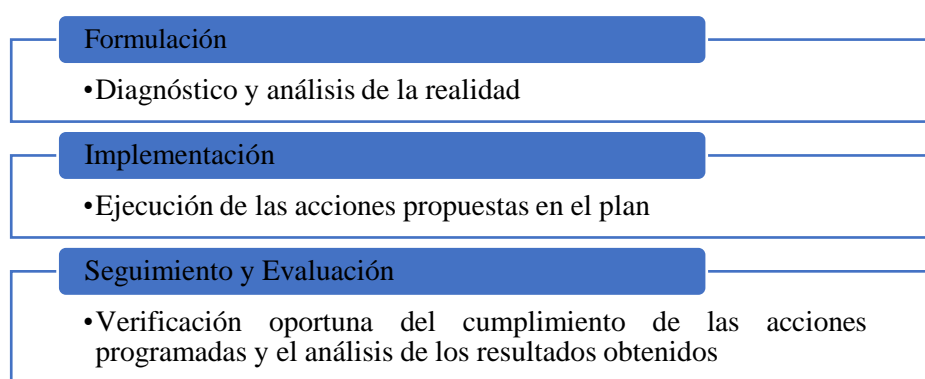 Formulación
•Diagnóstico y análisis de la realidad
Implementación
•Ejecución de las acciones propuestas en el plan
Seguimiento y Evaluación
•Verificación oportuna del cumplimiento de las acciones
programadas y el análisis de los resultados obtenidos